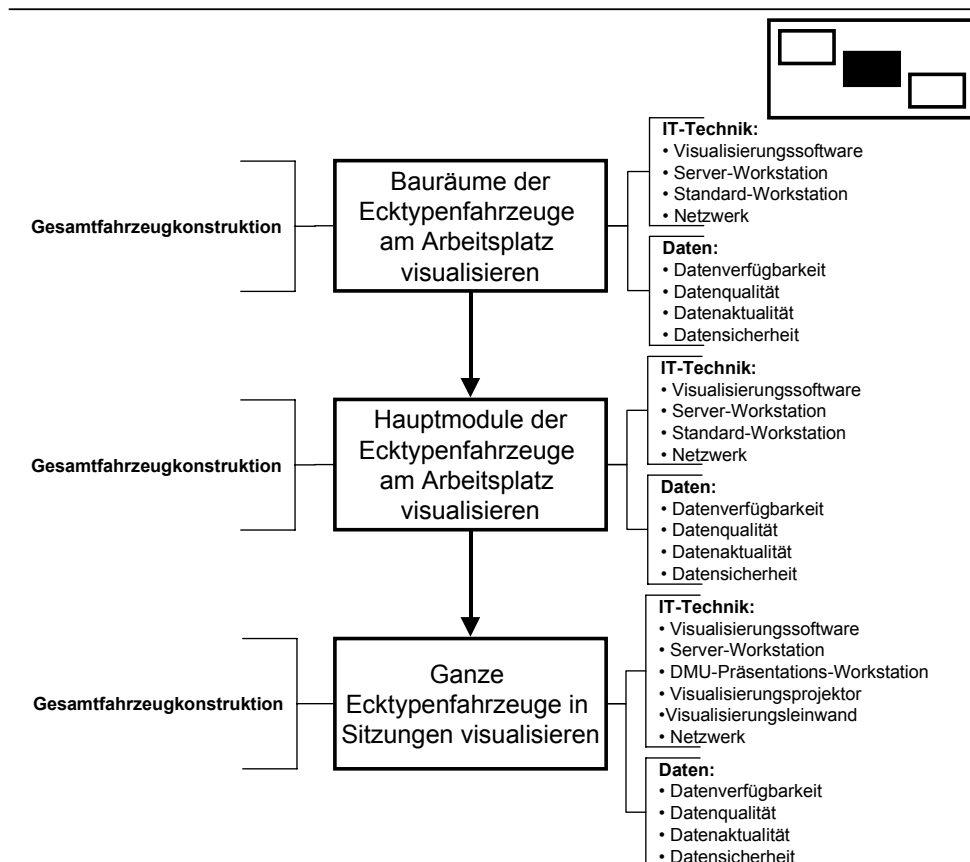 IT-Technik:
• Visualisierungssoftware
• Server-Workstation
• Standard-Workstation
• Netzwerk
Gesamtfahrzeugkonstruktion
Bauräume der
Ecktypenfahrzeuge
am Arbeitsplatz
visualisieren
Daten:
• Datenverfügbarkeit
• Datenqualität
• Datenaktualität
• Datensicherheit
IT-Technik:
• Visualisierungssoftware
• Server-Workstation
• Standard-Workstation
• Netzwerk
Gesamtfahrzeugkonstruktion
Hauptmodule der
Ecktypenfahrzeuge
am Arbeitsplatz
visualisieren
Daten:
• Datenverfügbarkeit
• Datenqualität
• Datenaktualität
• Datensicherheit
IT-Technik:
• Visualisierungssoftware
• Server-Workstation
• DMU-Präsentations-Workstation
• Visualisierungsprojektor
•Visualisierungsleinwand
• Netzwerk
Gesamtfahrzeugkonstruktion
Ganze
Ecktypenfahrzeuge in
Sitzungen visualisieren
Daten:
• Datenverfügbarkeit
• Datenqualität
• Datenaktualität
• Datensicherheit